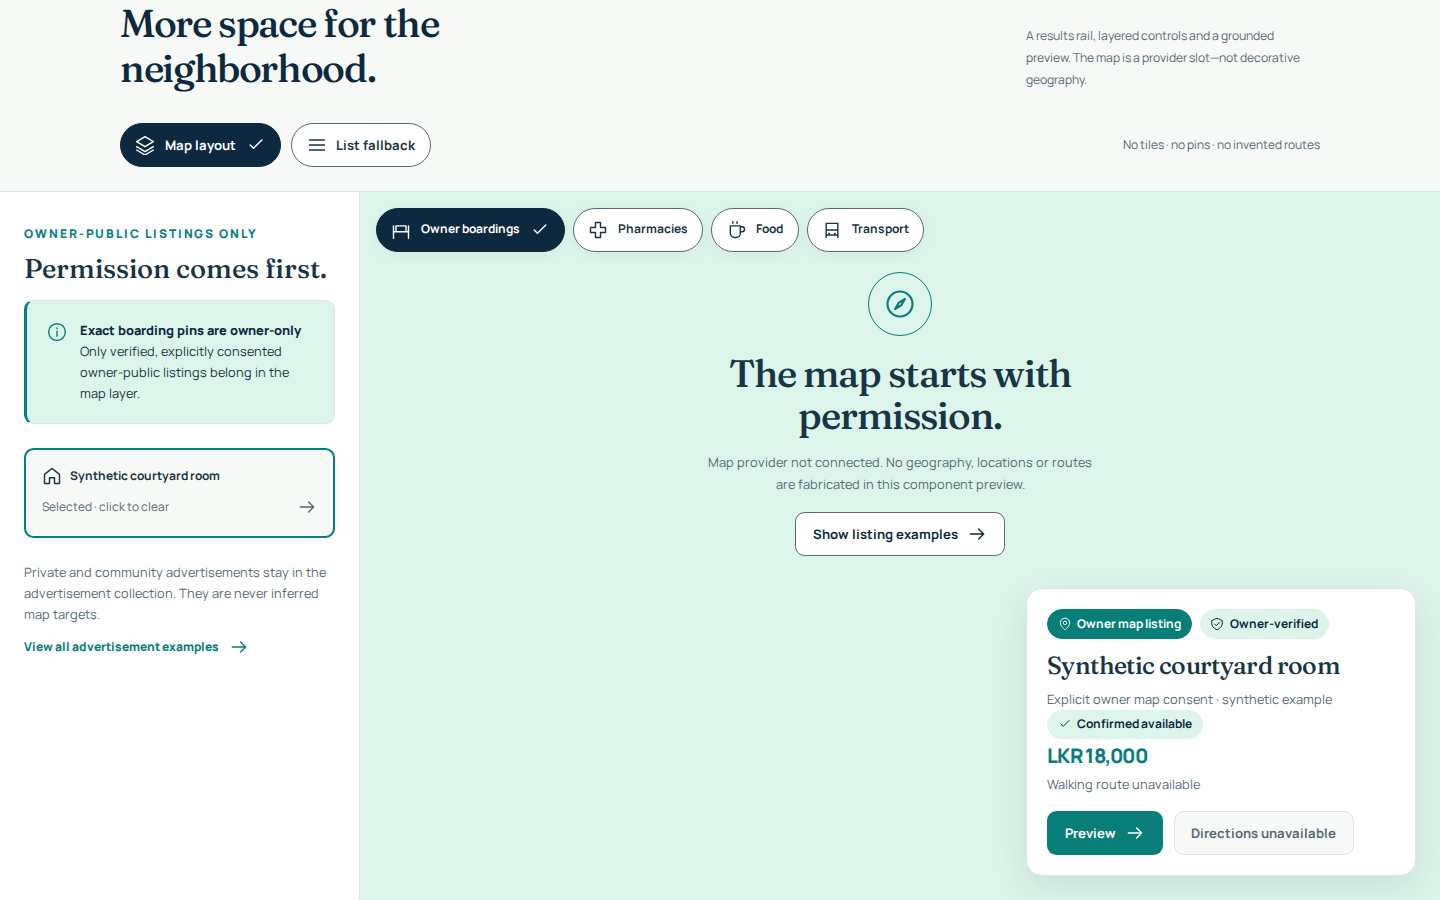 More space for the
neighborhood.
A results rail, layered controls and a grounded
preview. The map is a provider slot—not decorative
geography.
Map layout
List fallback
No tiles · no pins · no invented routes
OWNER-PUBLIC LISTINGS ONLY
Permission comes first.
Exact boarding pins are owner-only
Only verified, explicitly consented
owner-public listings belong in the
map layer.
Synthetic courtyard room
Selected · click to clear
Private and community advertisements stay in the
advertisement collection. They are never inferred
map targets.
View all advertisement examples
Owner boardings
Pharmacies
Food
Transport
The map starts with
permission.
Map provider not connected. No geography, locations or routes
are fabricated in this component preview.
Show listing examples
Owner map listing
Owner-verified
Synthetic courtyard room
Explicit owner map consent · synthetic example
Confirmed available
LKR 18,000
Walking route unavailable
Preview
Directions unavailable